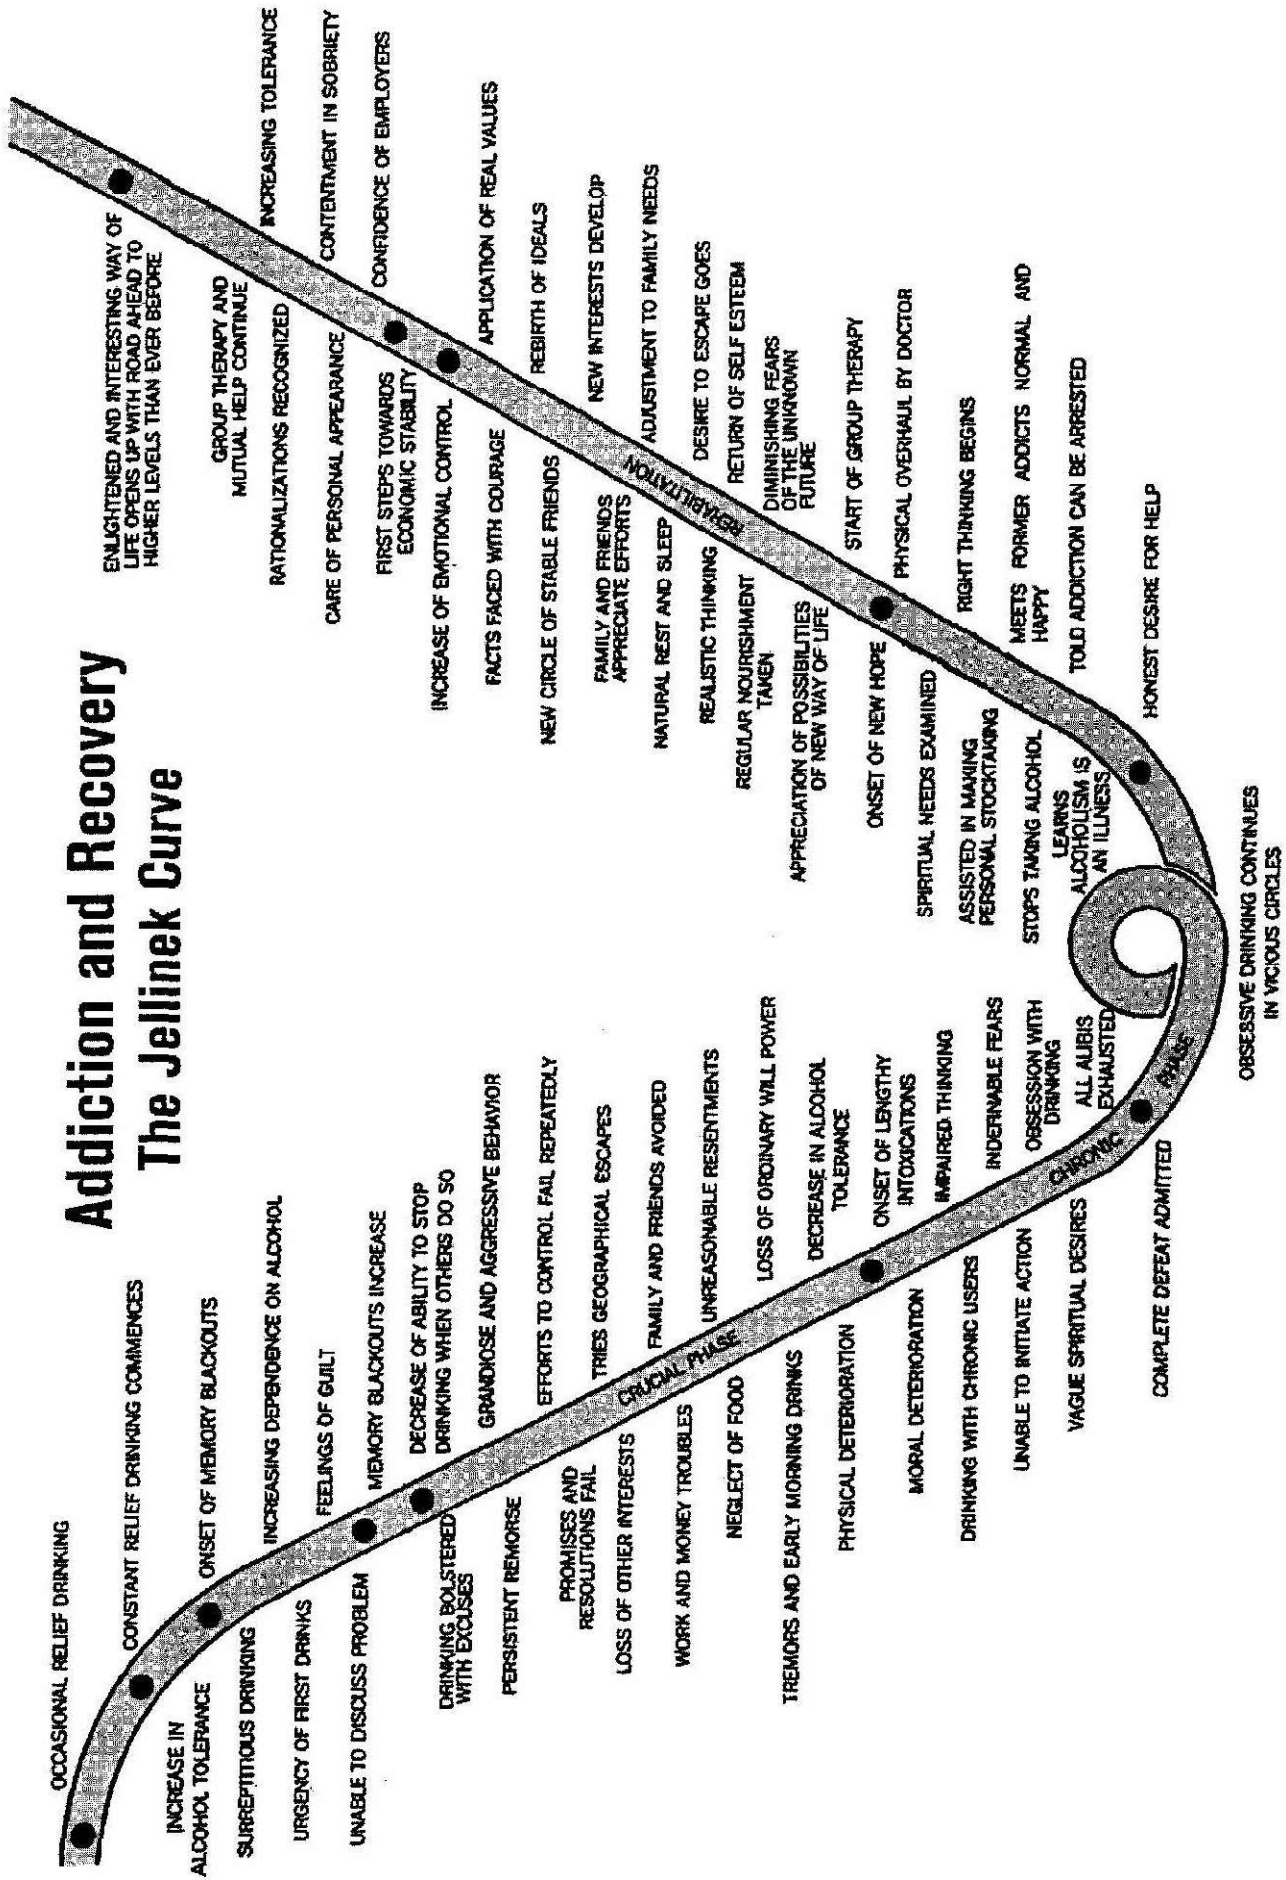 Addiction and Recovery
The Jellinek Curve
OCCASIONAL RELIEF DRINKING
CONSTANT RELIEF DRINKING COMMENCES
INCREASE IN
ALCOHOL TOLERANCE
ONSET OF MEMORY BLACKOUTS
SURREPTITIOUS DRINKING
INCREASING DEPENDENCE ON ALCOHOL
URGENCY OF FIRST DRINKS
FEELINGS OF GUILT
UNABLE TO DISCUSS PROBLEM
MEMORY BLACKOUTS INCREASE
DECREASE OF ABILITY TO STOP
DRINKING WHEN OTHERS DO SO
DRINKING BOLSTERED
WITH EXCUSES
GRANDIOSE AND AGGRESSIVE BEHAVIOR
PERSISTENT REMORSE
EFFORTS TO CONTROL FAIL REPEATEDLY
PROMISES AND
RESOLUTIONS FAIL
TRIES GEOGRAPHICAL ESCAPES
LOSS OF OTHER INTERESTS
FAMILY AND FRIENDS AVOIDED
CRUCIAL PHASE
WORK AND MONEY TROUBLES
UNREASONABLE RESENTMENTS
NEGLECT OF FOOD
LOSS OF ORDINARY WILL POWER
TREMORS AND EARLY MORNING DRINKS
DECREASE IN ALCOHOL
TOLERANCE
PHYSICAL DETERIORATION
ONSET OF LENGTHY
INTOXICATIONS
MORAL DETERIORATION
IMPAIRED THINKING
DRINKING WITH CHRONIC USERS
INDEFINABLE FEARS
UNABLE TO INITIATE ACTION
OBSESSION WITH
DRINKING
VAGUE SPIRITUAL DESIRES
CHRONIC
PHASE
ALL ALIBIS
EXHAUSTED
COMPLETE DEFEAT ADMITTED
OBSESSIVE DRINKING CONTINUES
IN VICIOUS CIRCLES
ENLIGHTENED AND INTERESTING WAY OF
LIFE OPENS UP WITH ROAD AHEAD TO
HIGHER LEVELS THAN EVER BEFORE
GROUP THERAPY AND
MUTUAL HELP CONTINUE
INCREASING TOLERANCE
RATIONALIZATIONS RECOGNIZED
CONTENTMENT IN SOBRIETY
CARE OF PERSONAL APPEARANCE
CONFIDENCE OF EMPLOYERS
FIRST STEPS TOWARDS
ECONOMIC STABILITY
INCREASE OF EMOTIONAL CONTROL
APPLICATION OF REAL VALUES
FACTS FACED WITH COURAGE
REBIRTH OF IDEALS
NEW CIRCLE OF STABLE FRIENDS
NEW INTERESTS DEVELOP
FAMILY AND FRIENDS
APPRECIATE EFFORTS
ADJUSTMENT TO FAMILY NEEDS
REHABILITATION
NATURAL REST AND SLEEP
DESIRE TO ESCAPE GOES
REALISTIC THINKING
RETURN OF SELF ESTEEM
REGULAR NOURISHMENT
TAKEN
DIMINISHING FEARS
OF THE UNKNOWN
FUTURE
APPRECIATION OF POSSIBILITIES
OF NEW WAY OF LIFE
START OF GROUP THERAPY
ONSET OF NEW HOPE
PHYSICAL OVERHAUL BY DOCTOR
SPIRITUAL NEEDS EXAMINED
RIGHT THINKING BEGINS
ASSISTED IN MAKING
PERSONAL STOCKTAKING
MEETS FORMER ADDICTS NORMAL AND
HAPPY
STOPS TAKING ALCOHOL
TOLD ADDICTION CAN BE ARRESTED
LEARNS
ALCOHOLISM IS
AN ILLNESS
HONEST DESIRE FOR HELP